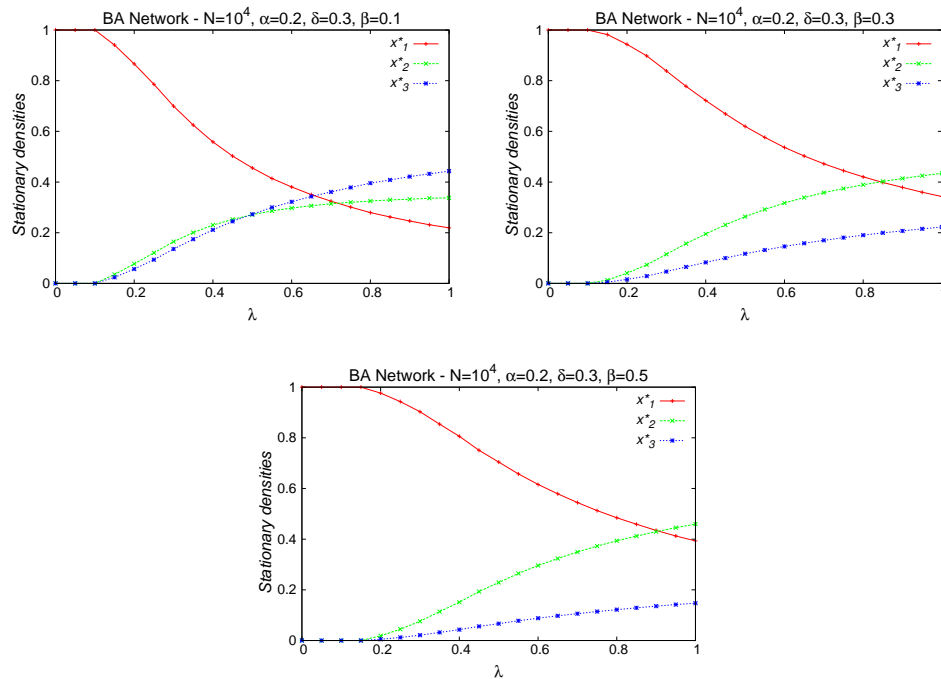 BA Network - N=10⁴, α=0.2, δ=0.3, β=0.1
x*₁
x*₂
x*₃
Stationary densities
1
0.8
0.6
0.4
0.2
0
0 0.2 0.4 0.6 0.8 1
λ
BA Network - N=10⁴, α=0.2, δ=0.3, β=0.3
x*₁
x*₂
x*₃
Stationary densities
1
0.8
0.6
0.4
0.2
0
0 0.2 0.4 0.6 0.8
λ
BA Network - N=10⁴, α=0.2, δ=0.3, β=0.5
x*₁
x*₂
x*₃
Stationary densities
1
0.8
0.6
0.4
0.2
0
0 0.2 0.4 0.6 0.8 1
λ